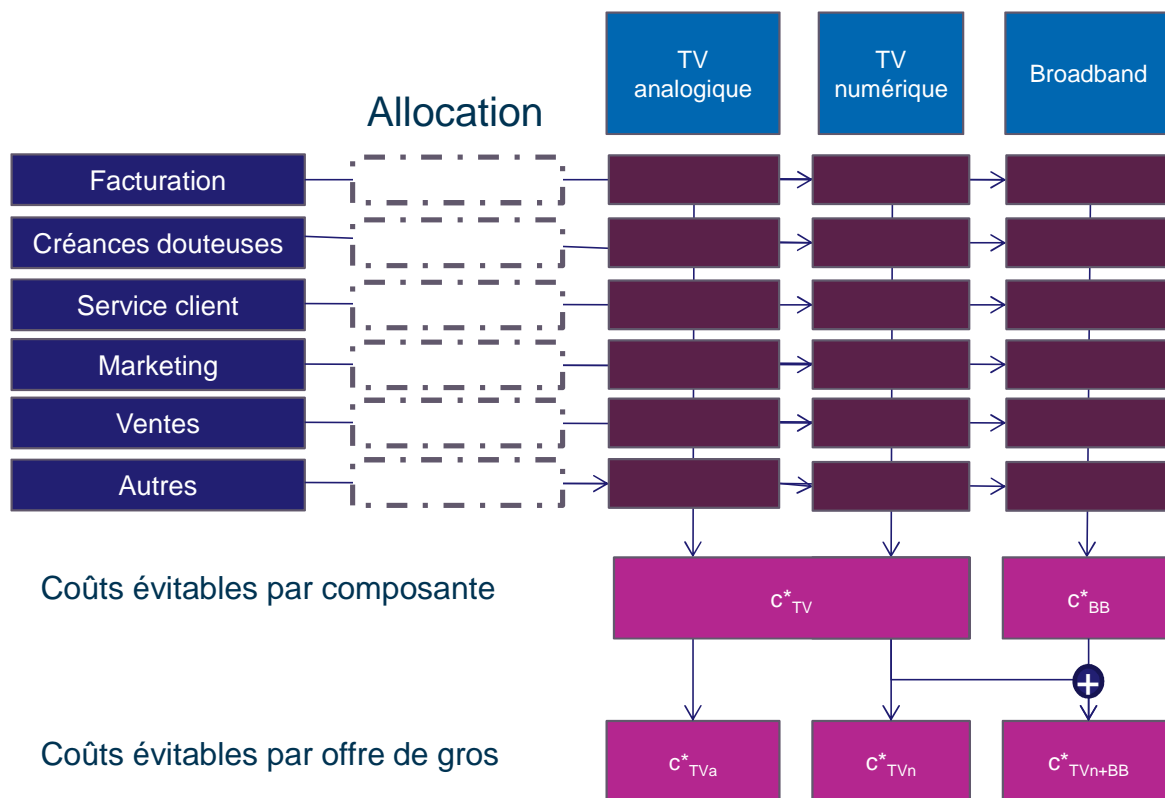 TV
analogique
TV
numérique
Broadband
Allocation
Facturation
Créances douteuses
Service client
Marketing
Ventes
Autres
Coûts évitables par composante
c*TV
c*BB
+
Coûts évitables par offre de gros
c*TVa
c*TVn
c*TVn+BB